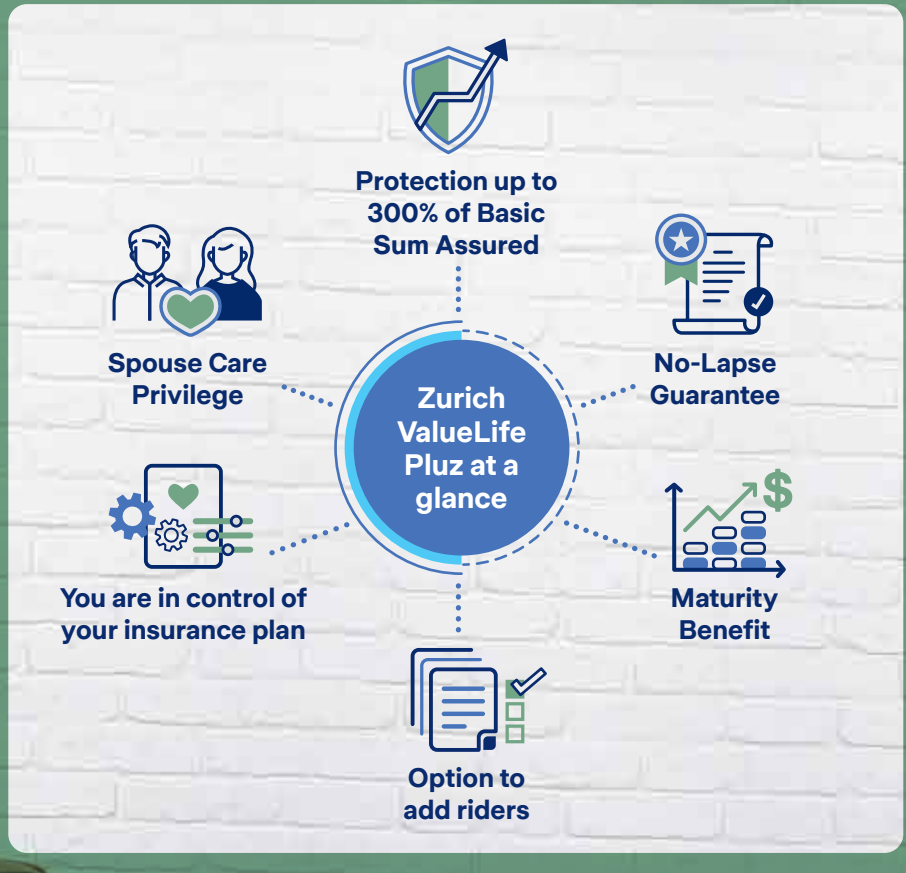 Protection up to
300% of Basic
Sum Assured
No-Lapse
Guarantee
Spouse Care
Privilege
Zurich
ValueLife
Pluz at a
glance
You are in control of
your insurance plan
Maturity
Benefit
Option to
add riders
$